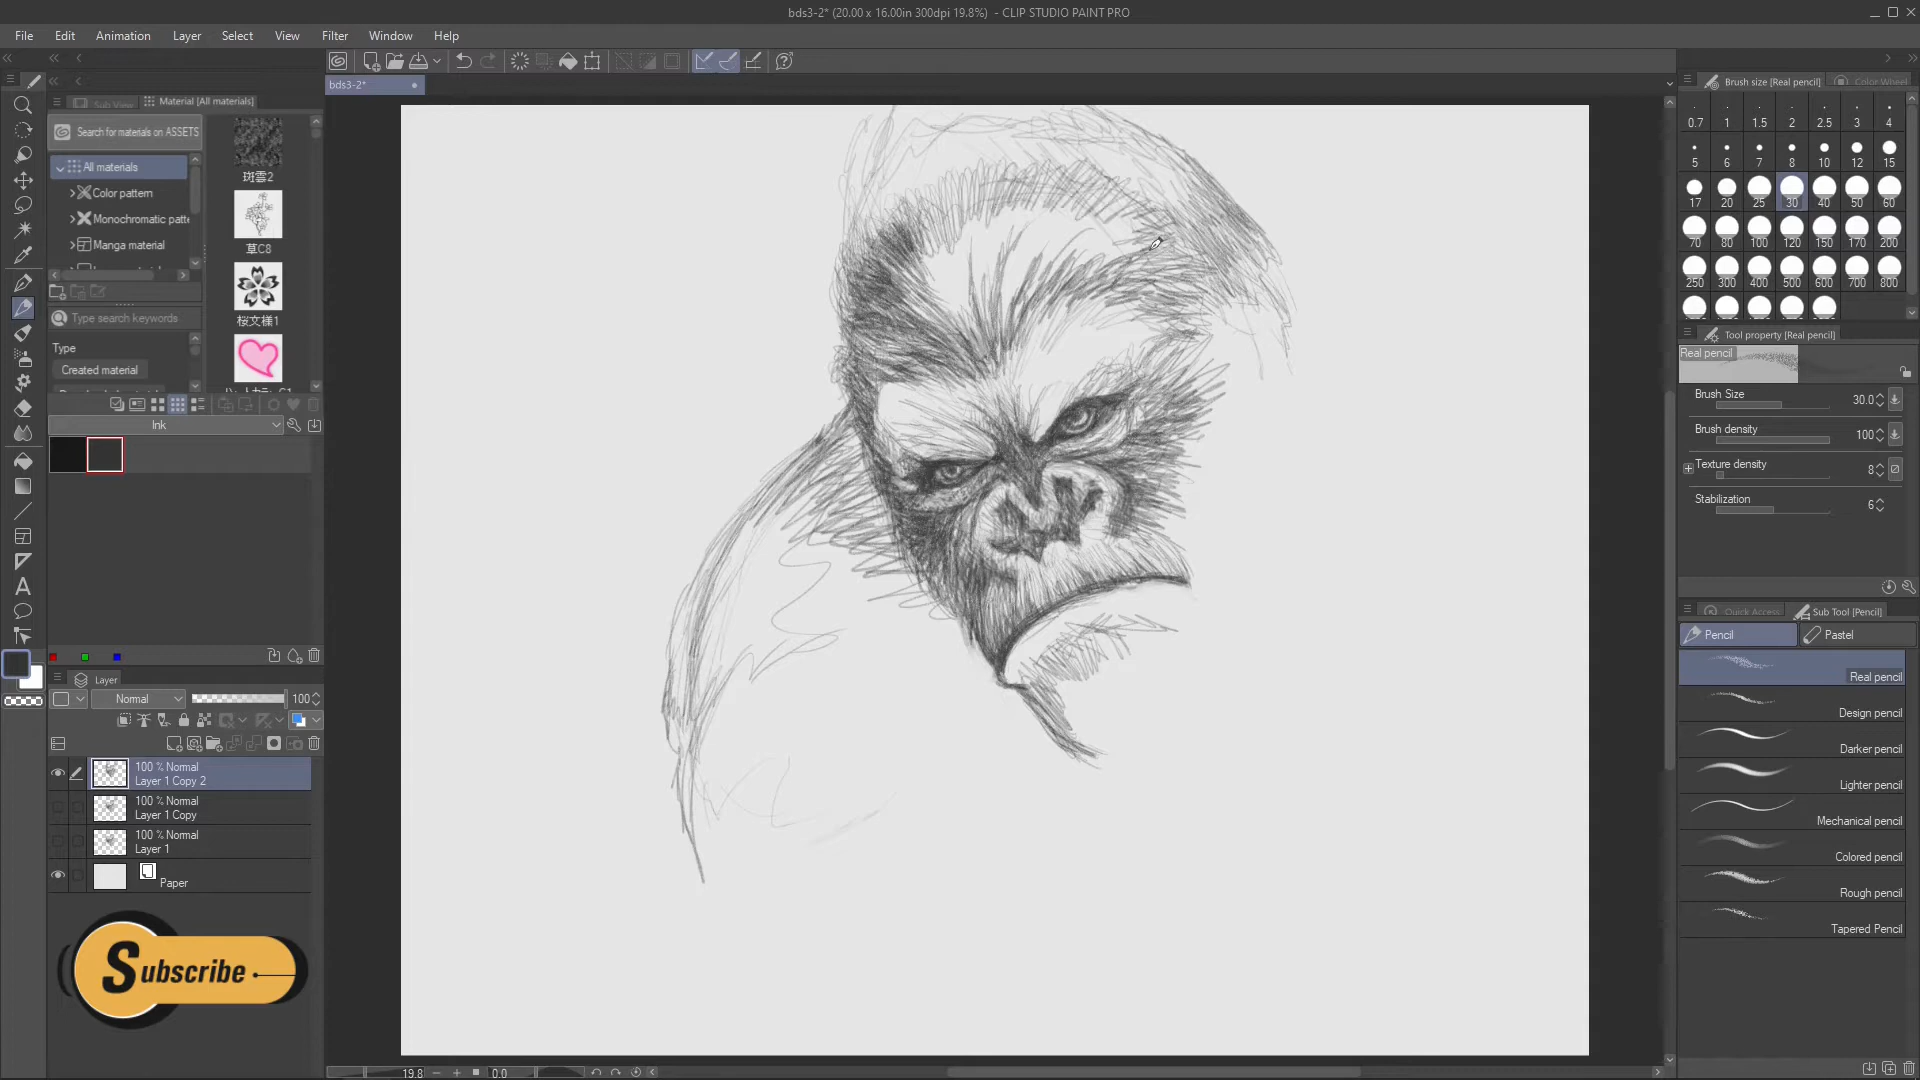 bds3-2* (20.00 x 16.00in 300dpi 19.8%) - CLIP STUDIO PAINT PRO
File Edit Animation Layer Select View Filter Window Help
bds3-2*
Sub View Material [All materials]
Search for materials on ASSETS
All materials
Color pattern
Monochromatic patte
Manga material
Type search keywords
Type
Created material
斑雲2
草C8
桜文様1
Ink
Layer
Normal 100
100 % Normal
Layer 1 Copy 2
100 % Normal
Layer 1 Copy
100 % Normal
Layer 1
Paper
Subscribe
19.8 0.0
Brush size [Real pencil] Color Wheel
0.7 1 1.5 2 2.5 3 4
5 6 7 8 10 12 15
17 20 25 30 40 50 60
70 80 100 120 150 170 200
250 300 400 500 600 700 800
Tool property [Real pencil]
Real pencil
Brush Size 30.0
Brush density 100
Texture density 8
Stabilization 6
Quick Access Sub Tool [Pencil]
Pencil Pastel
Real pencil
Design pencil
Darker pencil
Lighter pencil
Mechanical pencil
Colored pencil
Rough pencil
Tapered Pencil